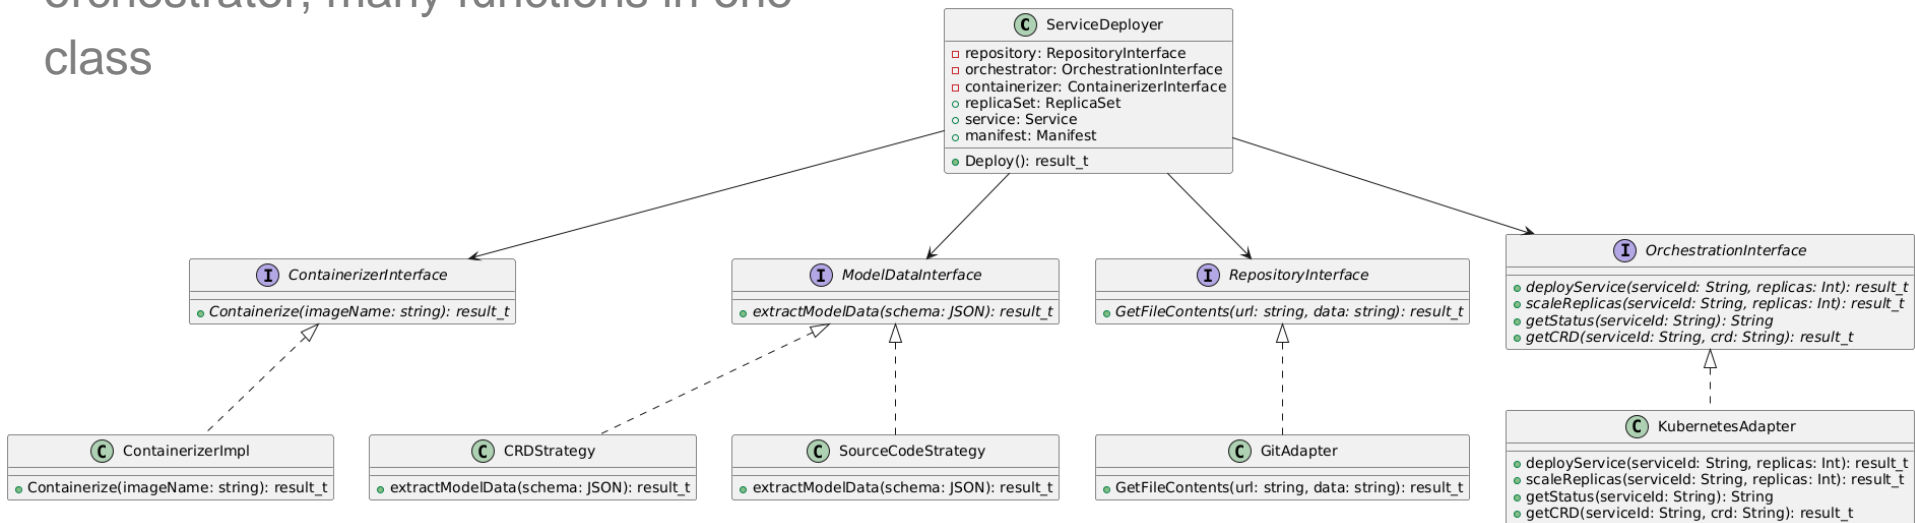 orchestrator, many functions in one
class
C ServiceDeployer
repository: RepositoryInterface
orchestrator: OrchestrationInterface
containerizer: ContainerizerInterface
replicaSet: ReplicaSet
service: Service
manifest: Manifest
Deploy(): result_t
I ContainerizerInterface
Containerize(imageName: string): result_t
I ModelDataInterface
extractModelData(schema: JSON): result_t
I RepositoryInterface
GetFileContents(url: string, data: string): result_t
I OrchestrationInterface
deployService(serviceId: String, replicas: Int): result_t
scaleReplicas(serviceId: String, replicas: Int): result_t
getStatus(serviceId: String): String
getCRD(serviceId: String, crd: String): result_t
C ContainerizerImpl
Containerize(imageName: string): result_t
C CRDStrategy
extractModelData(schema: JSON): result_t
C SourceCodeStrategy
extractModelData(schema: JSON): result_t
C GitAdapter
GetFileContents(url: string, data: string): result_t
C KubernetesAdapter
deployService(serviceId: String, replicas: Int): result_t
scaleReplicas(serviceId: String, replicas: Int): result_t
getStatus(serviceId: String): String
getCRD(serviceId: String, crd: String): result_t